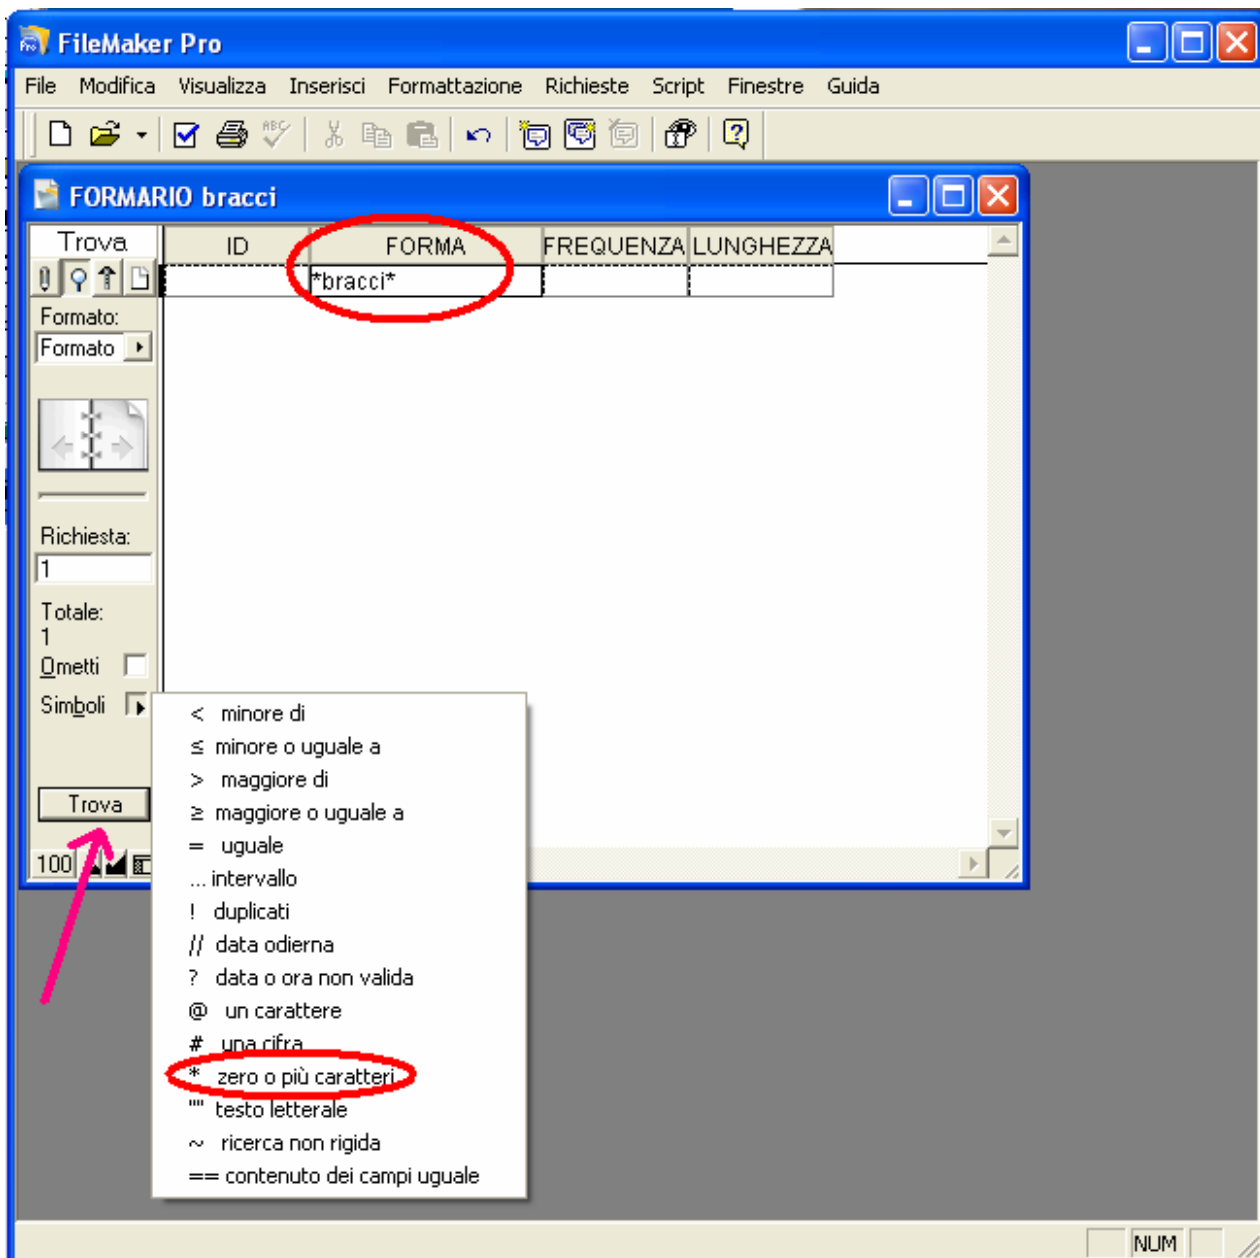 FileMaker Pro
File Modifica Visualizza Inserisci Formattazione Richieste Script Finestre Guida
ABC
FORMARIO bracci
Trova ID FORMA FREQUENZA LUNGHEZZA
*bracci*
Formato:
Formato
Richiesta:
1
Totale:
1
Ometti
Simboli
< minore di
≤ minore o uguale a
> maggiore di
≥ maggiore o uguale a
= uguale
... intervallo
! duplicati
// data odierna
? data o ora non valida
@ un carattere
# una cifra
* zero o più caratteri
"" testo letterale
~ ricerca non rigida
== contenuto dei campi uguale
Trova
100
NUM